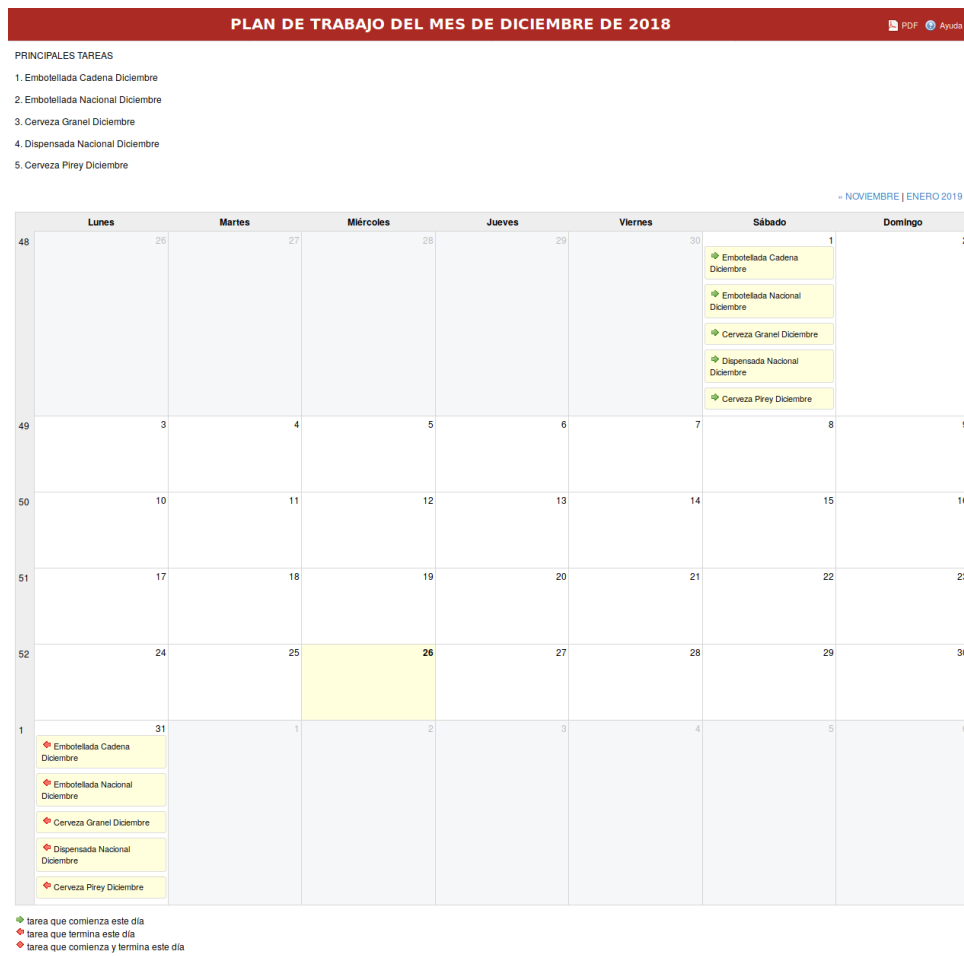 PLAN DE TRABAJO DEL MES DE DICIEMBRE DE 2018
PDF Ayuda
PRINCIPALES TAREAS
1. Embotellada Cadena Diciembre
2. Embotellada Nacional Diciembre
3. Cerveza Granel Diciembre
4. Dispensada Nacional Diciembre
5. Cerveza Pirey Diciembre
« NOVIEMBRE | ENERO 2019
Lunes Martes Miércoles Jueves Viernes Sábado Domingo
48 26 27 28 29 30 1
Embotellada Cadena
Diciembre
Embotellada Nacional
Diciembre
Cerveza Granel Diciembre
Dispensada Nacional
Diciembre
Cerveza Pirey Diciembre
49 3 4 5 6 7 8
50 10 11 12 13 14 15
51 17 18 19 20 21 22
52 24 25 26 27 28 29
1 31 1 2 3 4 5
Embotellada Cadena
Diciembre
Embotellada Nacional
Diciembre
Cerveza Granel Diciembre
Dispensada Nacional
Diciembre
Cerveza Pirey Diciembre
tarea que comienza este día
tarea que termina este día
tarea que comienza y termina este día